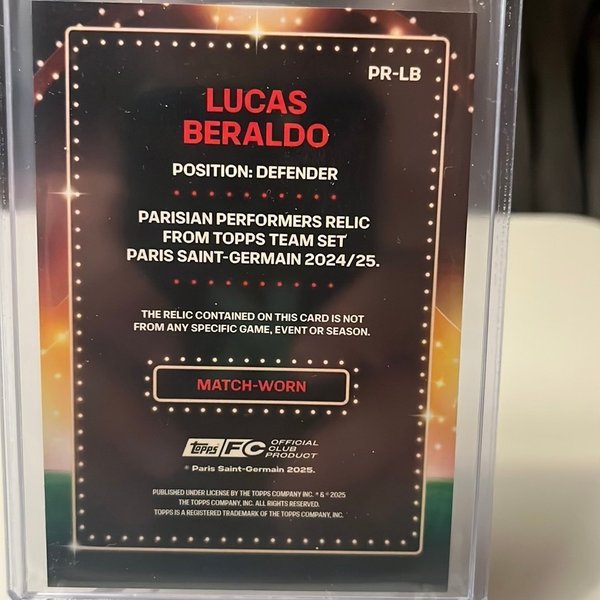 PR-LB
LUCAS
BERALDO
POSITION: DEFENDER
PARISIAN PERFORMERS RELIC
FROM TOPPS TEAM SET
PARIS SAINT-GERMAIN 2024/25.
THE RELIC CONTAINED ON THIS CARD IS NOT
FROM ANY SPECIFIC GAME, EVENT OR SEASON.
MATCH-WORN
topps FC OFFICIAL
CLUB
PRODUCT
® Paris Saint-Germain 2025.
PUBLISHED UNDER LICENSE BY THE TOPPS COMPANY INC. ® & © 2025
THE TOPPS COMPANY, INC. ALL RIGHTS RESERVED.
TOPPS IS A REGISTERED TRADEMARK OF THE TOPPS COMPANY, INC.